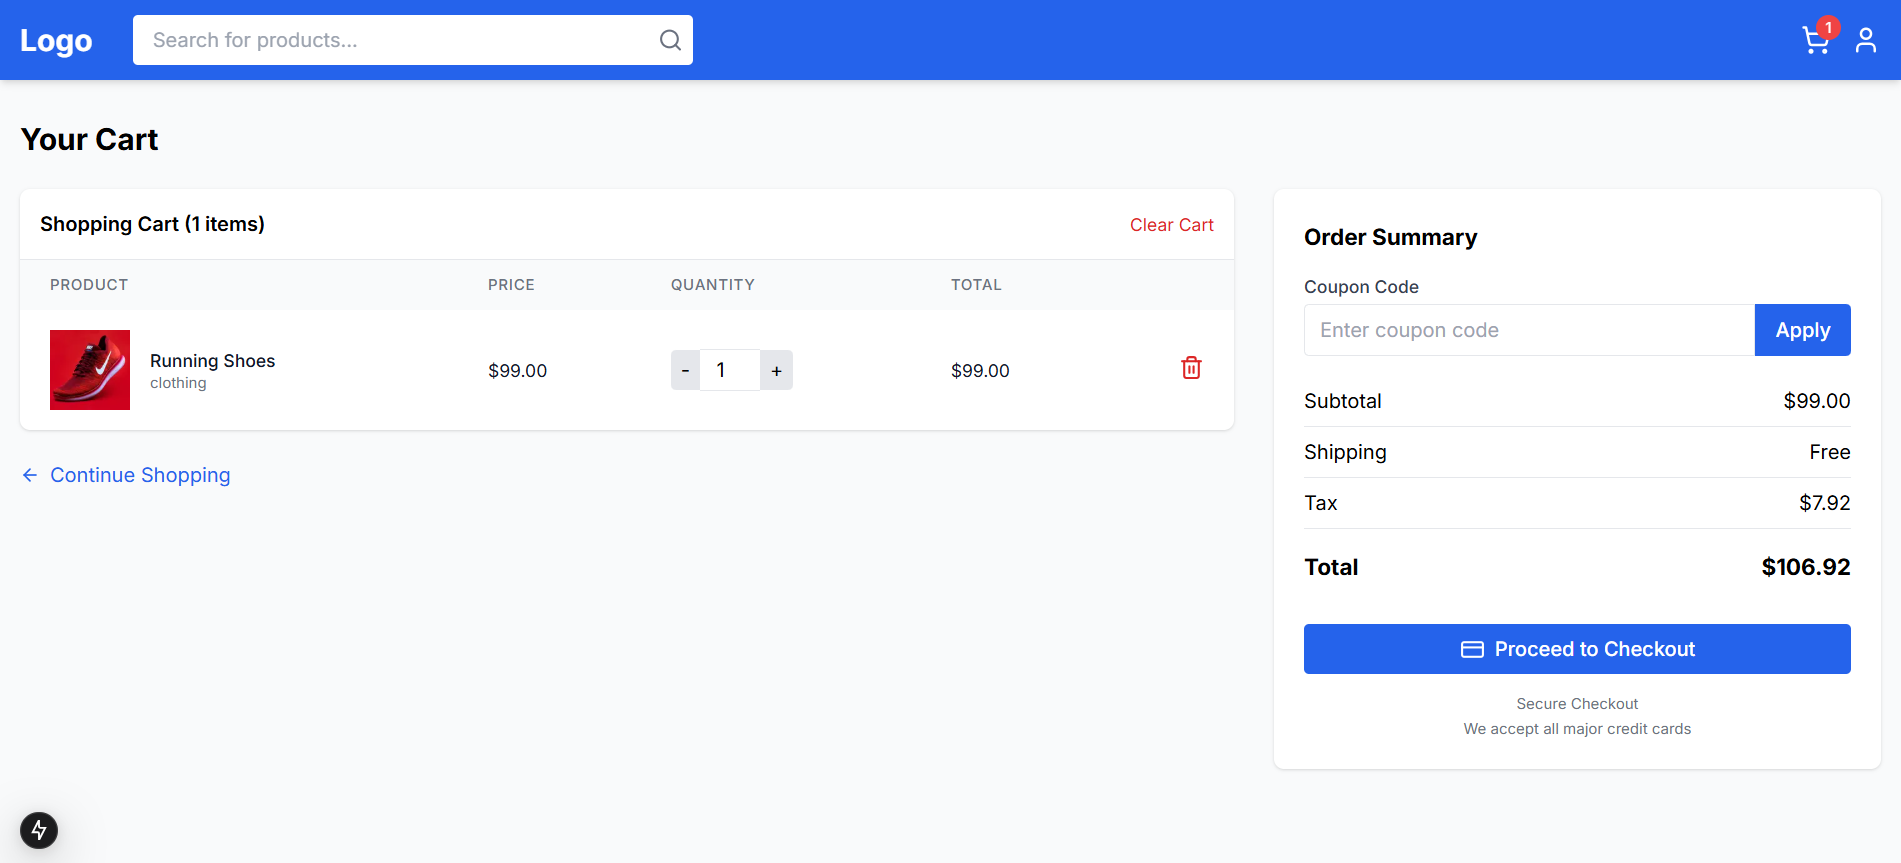 Logo
Search for products...
1
Your Cart
Shopping Cart (1 items)
Clear Cart
PRODUCT PRICE QUANTITY TOTAL
Running Shoes
clothing
$99.00
- 1 +
$99.00
Continue Shopping
Order Summary
Coupon Code
Enter coupon code
Apply
Subtotal $99.00
Shipping Free
Tax $7.92
Total $106.92
Proceed to Checkout
Secure Checkout
We accept all major credit cards